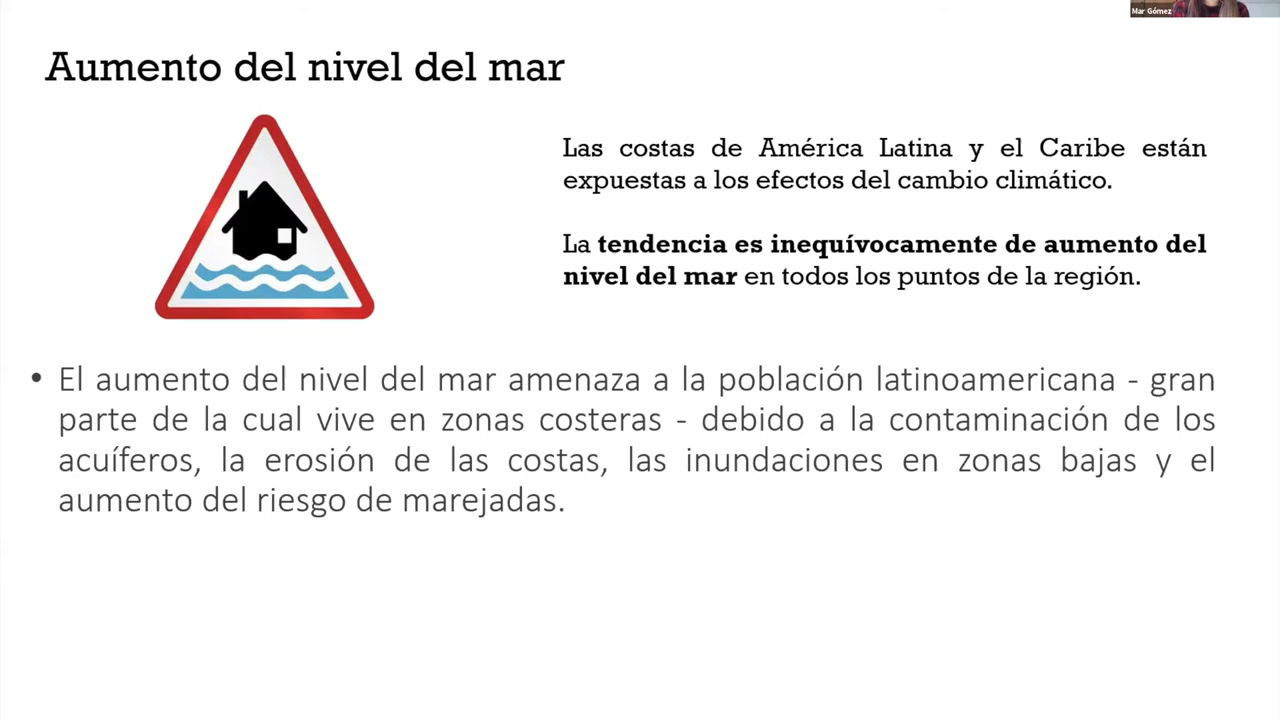 Mar Gómez
Aumento del nivel del mar
Las costas de América Latina y el Caribe están
expuestas a los efectos del cambio climático.
La tendencia es inequívocamente de aumento del
nivel del mar en todos los puntos de la región.
• El aumento del nivel del mar amenaza a la población latinoamericana - gran
parte de la cual vive en zonas costeras - debido a la contaminación de los
acuíferos, la erosión de las costas, las inundaciones en zonas bajas y el
aumento del riesgo de marejadas.